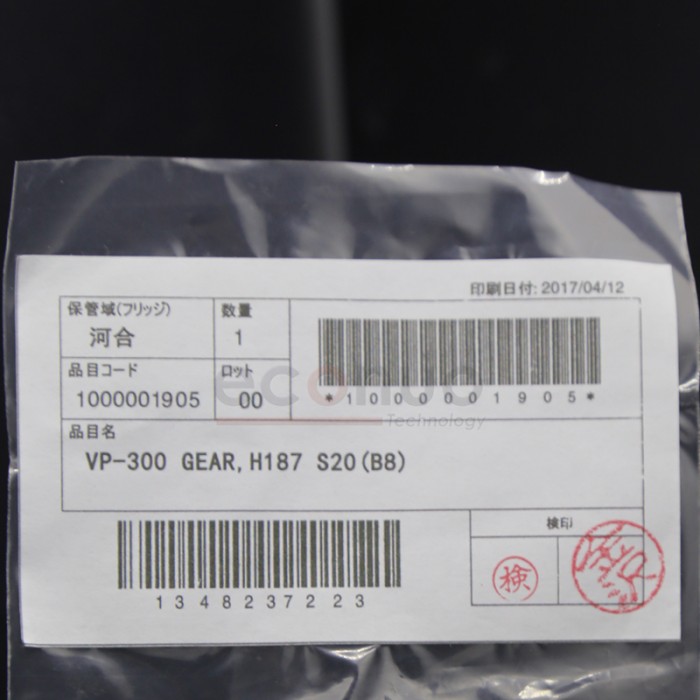 印刷日付: 2017/04/12
保管域(フリッジ)
数量
河合
1
品目コード
ロット
1000001905
00
*1000001905*
econuo
Technology
品目名
VP-300 GEAR,H187 S20(B8)
1348237223
検印
検